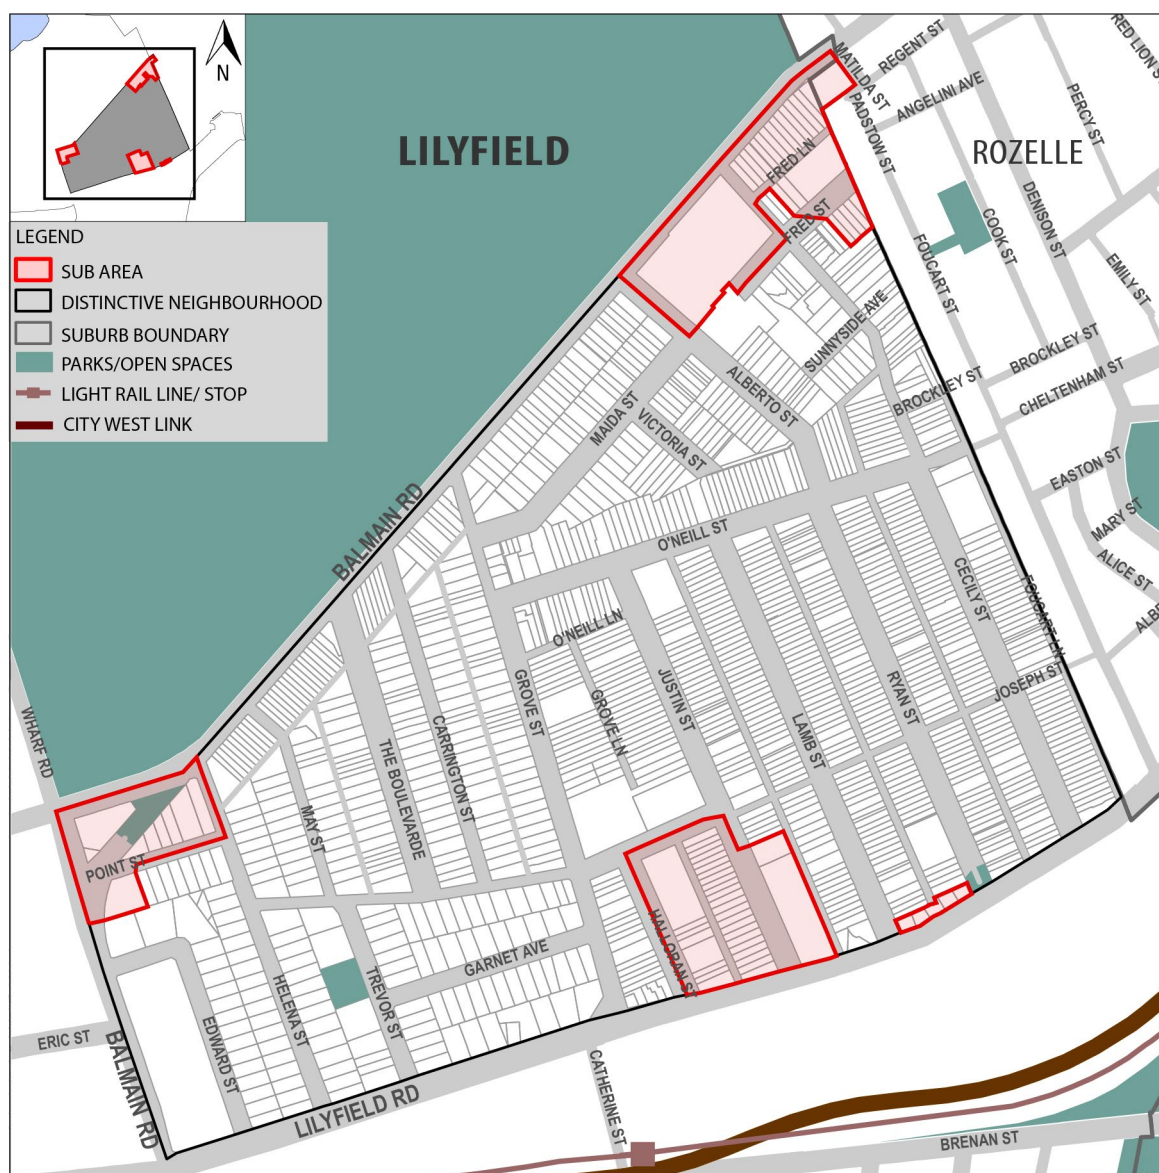 N
LEGEND
SUB AREA
DISTINCTIVE NEIGHBOURHOOD
SUBURB BOUNDARY
PARKS/OPEN SPACES
LIGHT RAIL LINE/ STOP
CITY WEST LINK
LILYFIELD
ROZELLE
MATILDA ST
REGENT ST
RED LION
PADSTOW ST
ANGELINI AVE
PERCY ST
FRED LN
FRED ST
DENISON ST
COOK ST
FOUCART ST
EMILY ST
SUNNYSIDE AVE
BROCKLEY ST
BROCKLEY ST
CHELTENHAM ST
ALBERTO ST
MAIDA ST
VICTORIA ST
EASTON ST
MARY ST
ALICE ST
BALMAIN RD
O'NEILL ST
CECILY ST
FOUCART LN
O'NEILL LN
GROVE ST
GROVE LN
JUSTIN ST
RYAN ST
JOSEPH ST
LAMB ST
WHARF RD
CARRINGTON ST
THE BOULEVARDE
MAY ST
POINT ST
HALLORAN ST
GARNET AVE
HELENA ST
TREVOR ST
EDWARD ST
ERIC ST
BALMAIN RD
LILYFIELD RD
CATHERINE ST
BRENAN ST